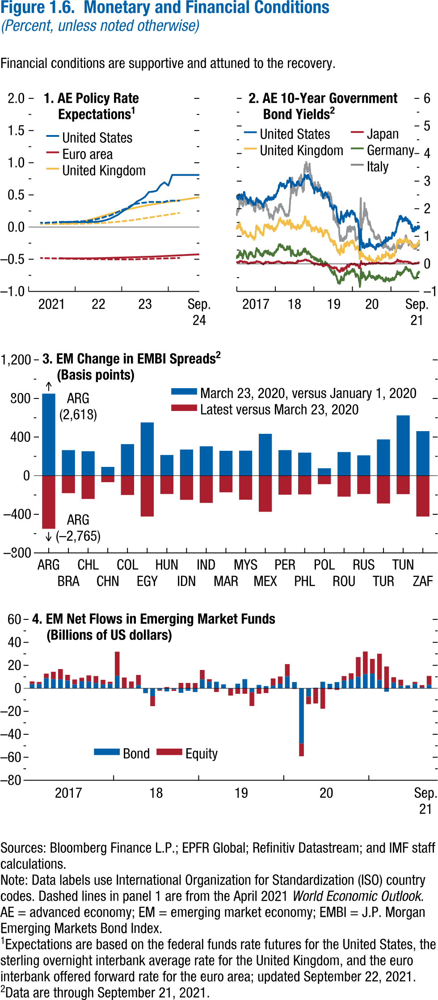 Figure 1.6.  Monetary and Financial Conditions
(Percent, unless noted otherwise)
Financial conditions are supportive and attuned to the recovery.
1. AE Policy Rate
Expectations¹
2.0
1.5
1.0
0.5
0.0
–0.5
–1.0
United States
Euro area
United Kingdom
2021 22 23 Sep.
24
2. AE 10-Year Government
Bond Yields²
6
5
4
3
2
1
0
–1
United States Japan
United Kingdom Germany
Italy
2017 18 19 20 Sep.
21
3. EM Change in EMBI Spreads²
(Basis points)
1,200
800
400
0
–400
–800
March 23, 2020, versus January 1, 2020
Latest versus March 23, 2020
ARG
(2,618)
ARG
(–2,765)
ARG CHL COL HUN IND MYS PER POL RUS TUN
BRA CHN EGY IDN MAR MEX PHL ROU TUR ZAF
4. EM Net Flows in Emerging Market Funds
(Billions of US dollars)
60
40
20
0
–20
–40
–60
–80
Bond Equity
2017 18 19 20 Sep.
21
Sources: Bloomberg Finance L.P.; EPFR Global; Refinitiv Datastream; and IMF staff
calculations.
Note: Data labels use International Organization for Standardization (ISO) country
codes. Dashed lines in panel 1 are from the April 2021 World Economic Outlook.
AE = advanced economy; EM = emerging market economy; EMBI = J.P. Morgan
Emerging Markets Bond Index.
¹Expectations are based on the federal funds rate futures for the United States, the
sterling overnight interbank average rate for the United Kingdom, and the euro
interbank offered forward rate for the euro area; updated September 22, 2021.
²Data are through September 21, 2021.